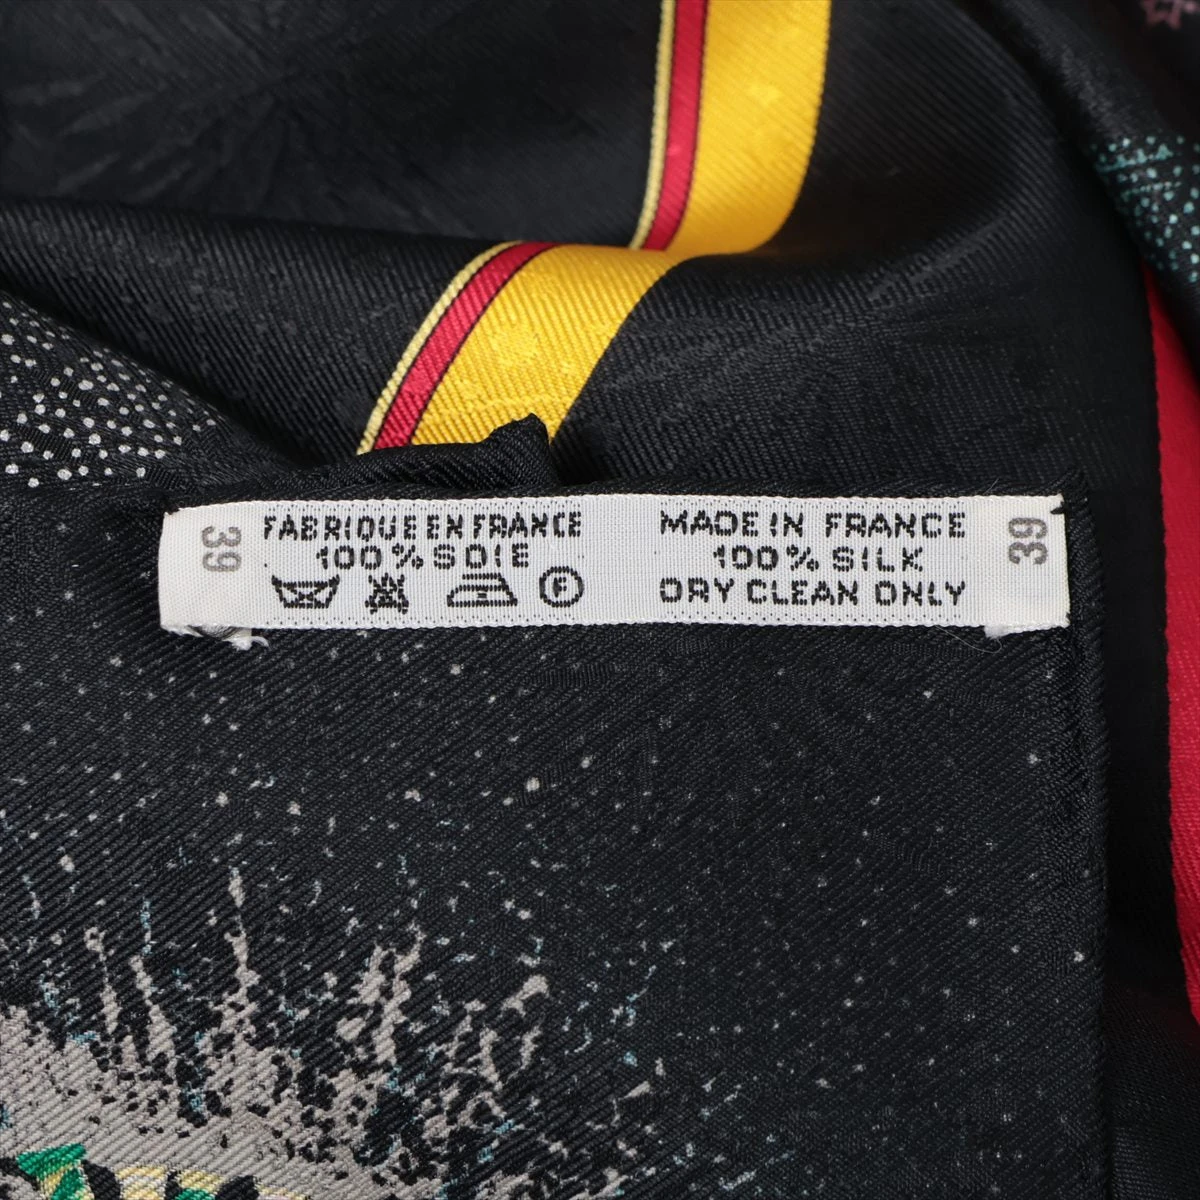 39
FABRIQUE EN FRANCE
100% SOIE
F
MADE IN FRANCE
100% SILK
DRY CLEAN ONLY
39